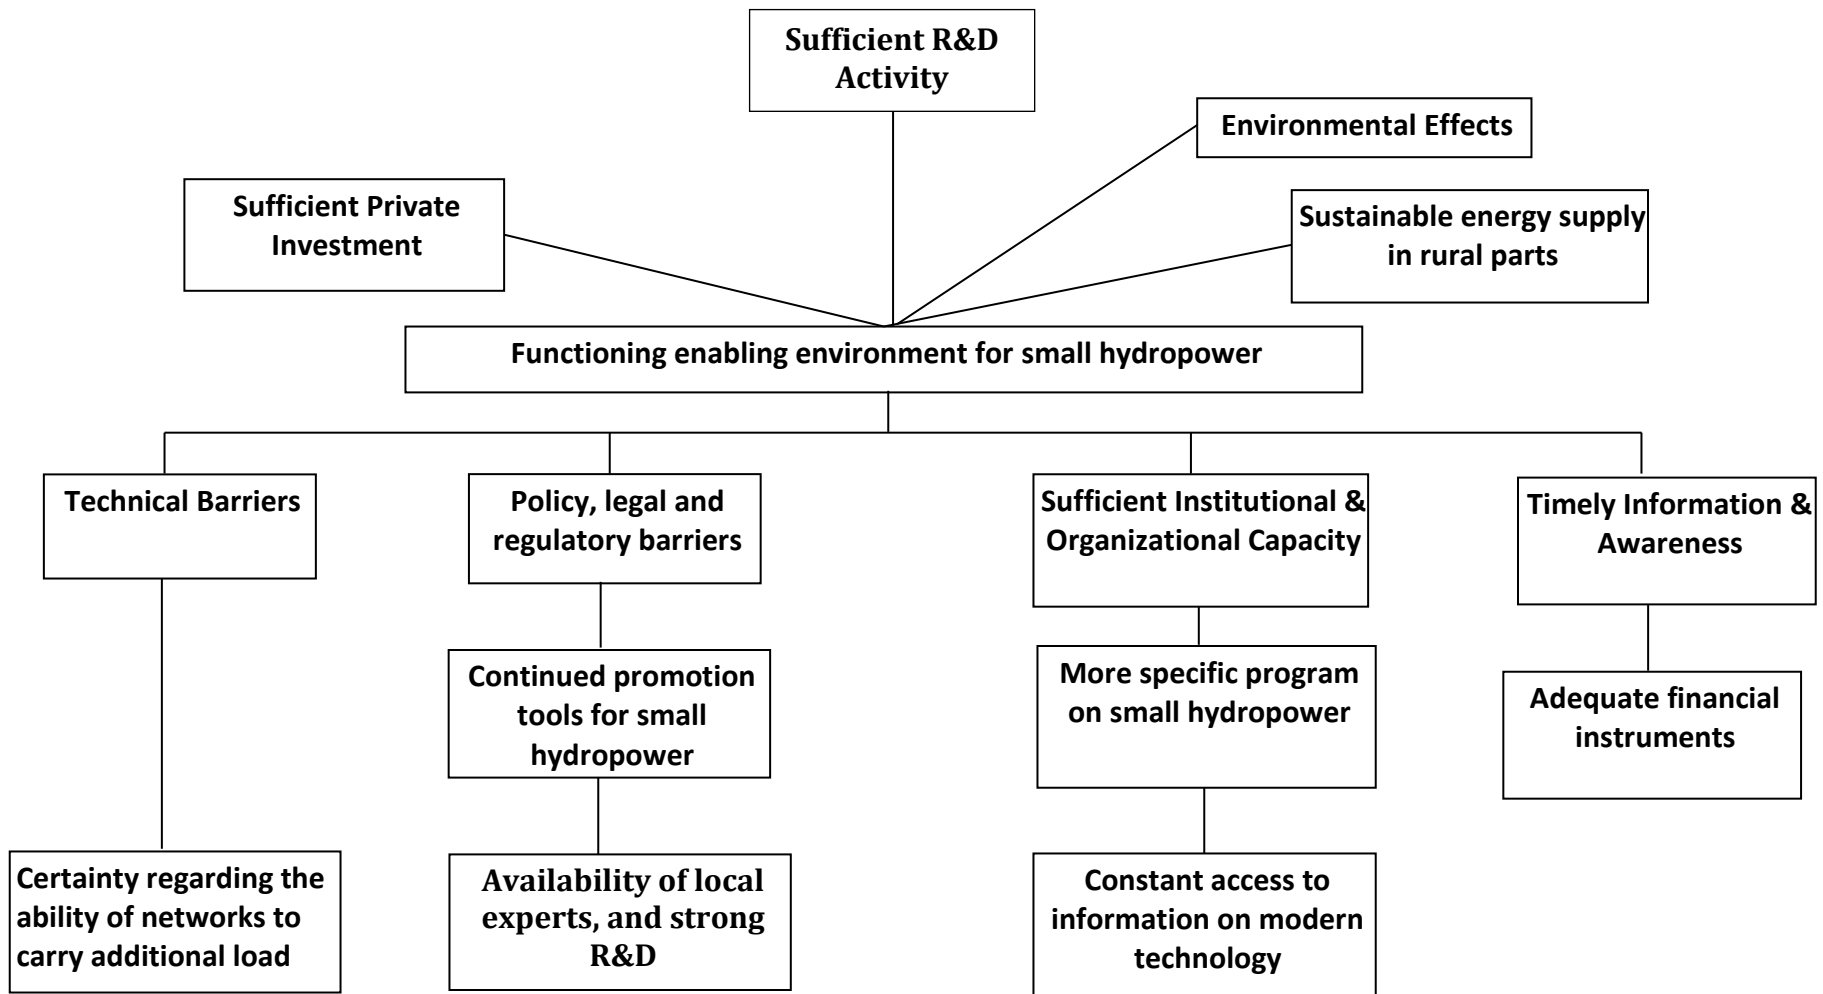 Sufficient R&D
Activity
Environmental Effects
Sufficient Private
Investment
Sustainable energy supply
in rural parts
Functioning enabling environment for small hydropower
Technical Barriers
Policy, legal and
regulatory barriers
Sufficient Institutional &
Organizational Capacity
Timely Information &
Awareness
Continued promotion
tools for small
hydropower
More specific program
on small hydropower
Adequate financial
instruments
Certainty regarding the
ability of networks to
carry additional load
Availability of local
experts, and strong
R&D
Constant access to
information on modern
technology